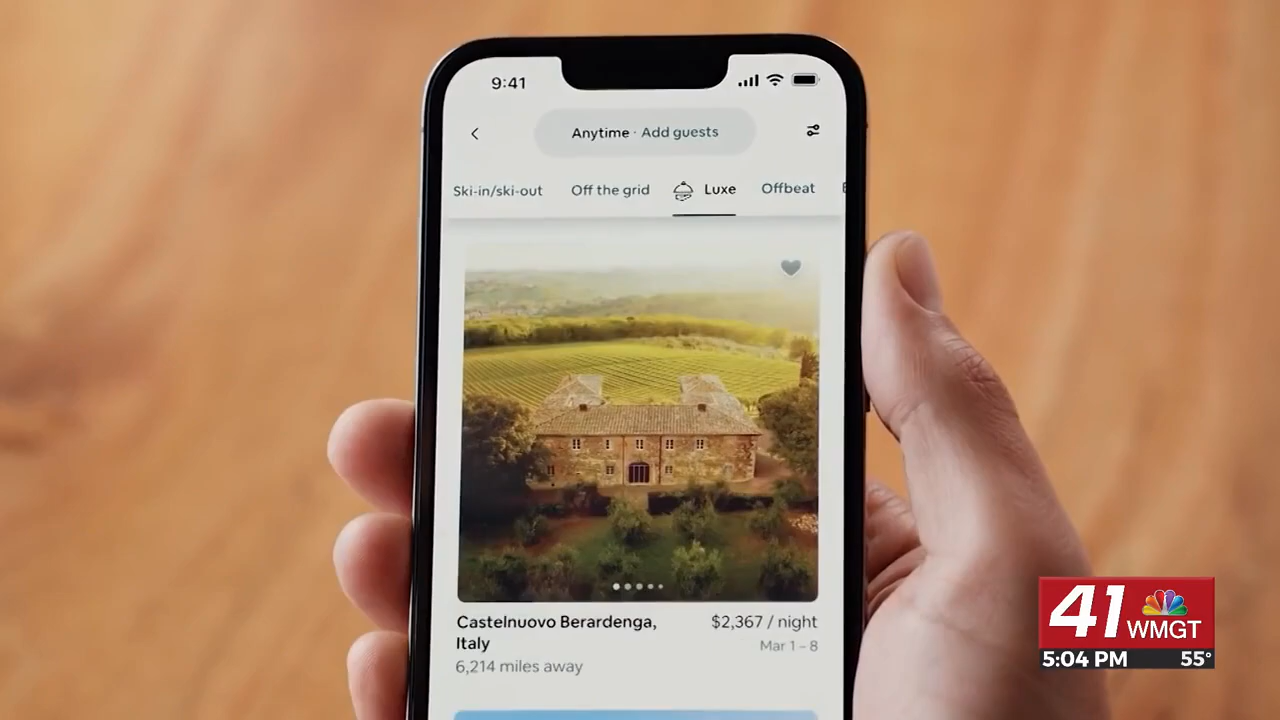 9:41
Anytime · Add guests
Ski-in/ski-out Off the grid Luxe Offbeat
Castelnuovo Berardenga,
Italy
$2,367 / night
Mar 1 – 8
6,214 miles away
41
WMGT
5:04 PM 55°